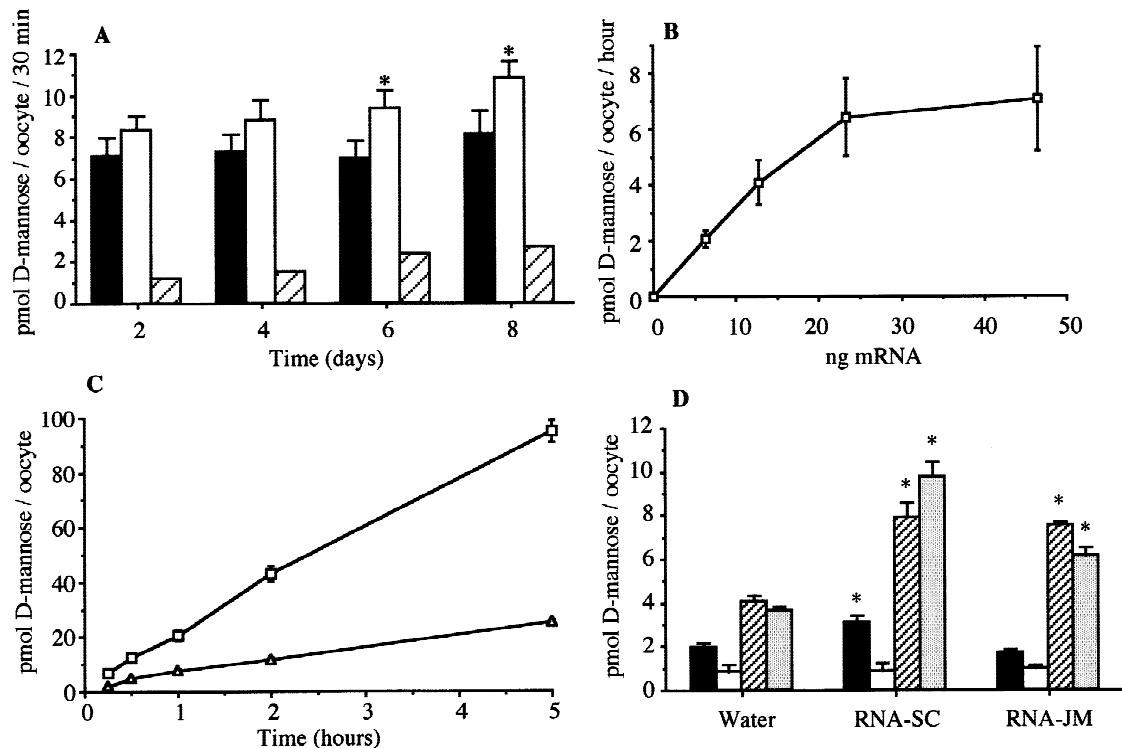 A
pmol D-mannose / oocyte / 30 min
12
10
8
6
4
2
0
*
*
2 4 6 8
Time (days)
B
pmol D-mannose / oocyte / hour
8
6
4
2
0
0 10 20 30 40 50
ng mRNA
C
pmol D-mannose / oocyte
100
80
60
40
20
0
0 1 2 3 4 5
Time (hours)
D
pmol D-mannose / oocyte
12
10
8
6
4
2
0
*
*
*
*
*
Water RNA-SC RNA-JM